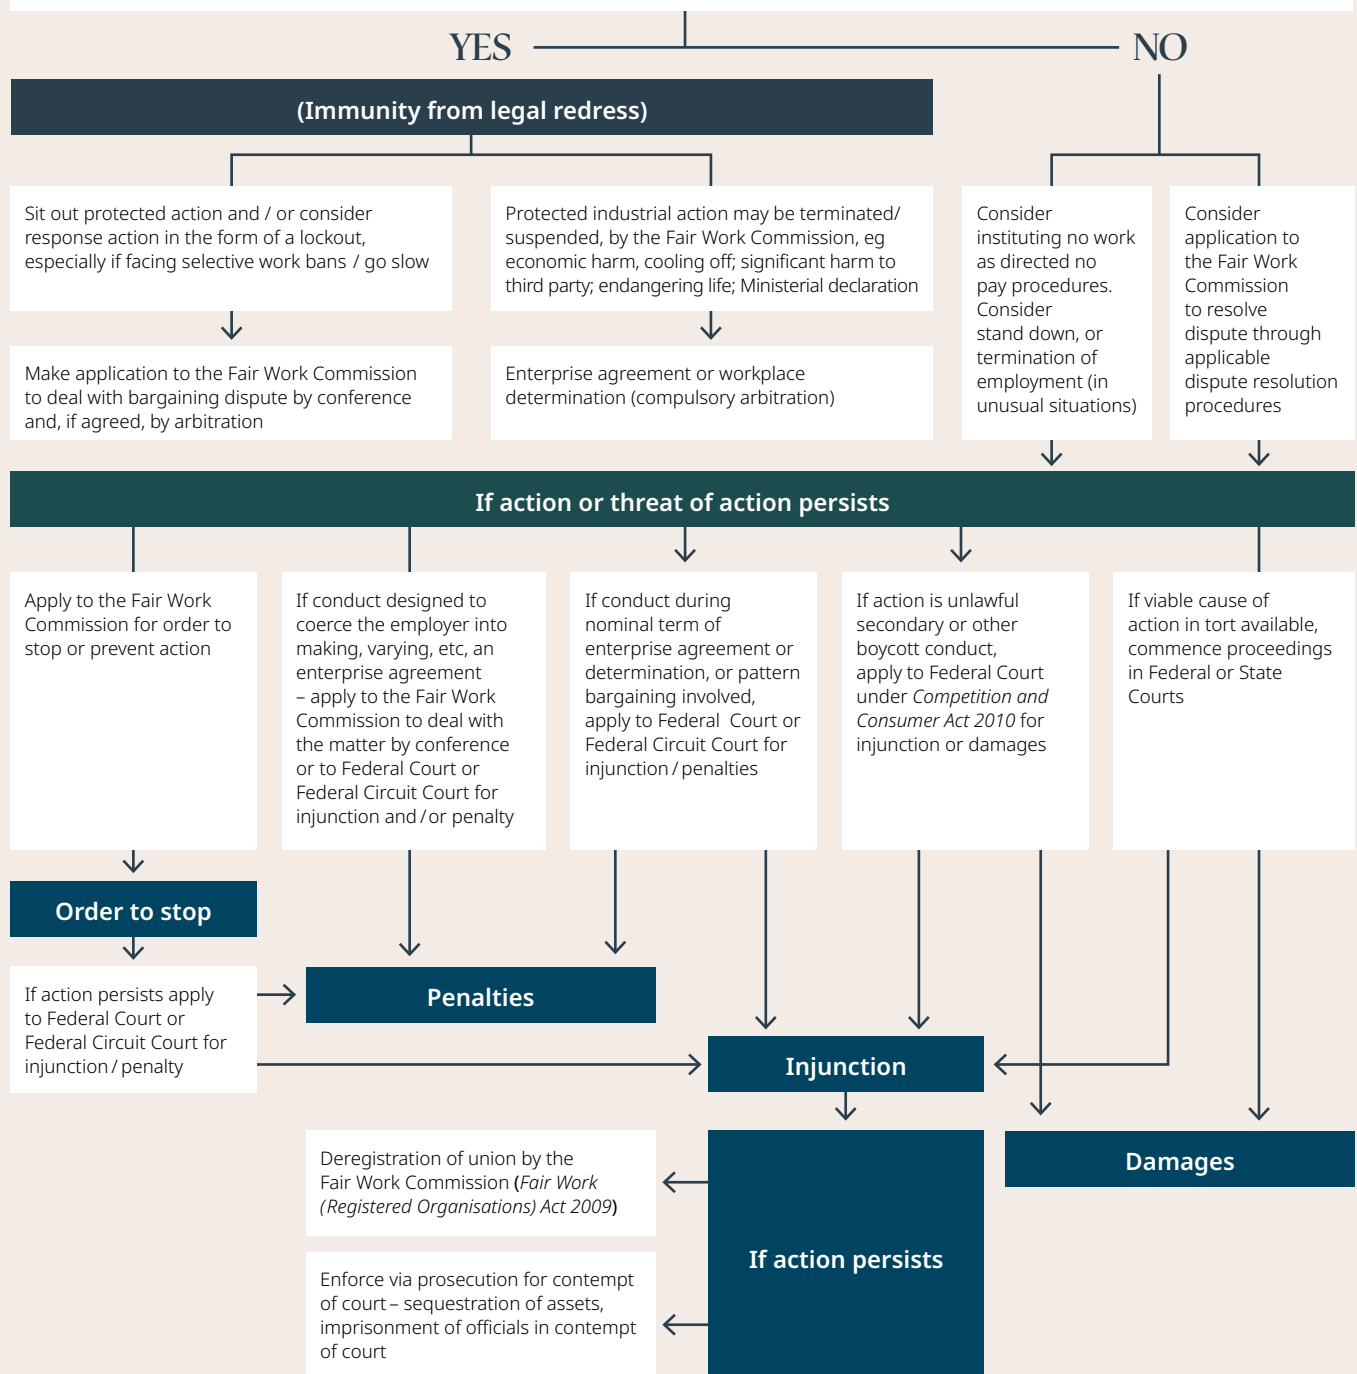 YES
NO
(Immunity from legal redress)
Sit out protected action and / or consider
response action in the form of a lockout,
especially if facing selective work bans / go slow
Protected industrial action may be terminated/
suspended, by the Fair Work Commission, eg
economic harm, cooling off; significant harm to
third party; endangering life; Ministerial declaration
Consider
instituting no work
as directed no
pay procedures.
Consider
stand down, or
termination of
employment (in
unusual situations)
Consider
application to
the Fair Work
Commission
to resolve
dispute through
applicable
dispute resolution
procedures
Make application to the Fair Work Commission
to deal with bargaining dispute by conference
and, if agreed, by arbitration
Enterprise agreement or workplace
determination (compulsory arbitration)
If action or threat of action persists
Apply to the Fair Work
Commission for order to
stop or prevent action
If conduct designed to
coerce the employer into
making, varying, etc, an
enterprise agreement
– apply to the Fair Work
Commission to deal with
the matter by conference
or to Federal Court or
Federal Circuit Court for
injunction and / or penalty
If conduct during
nominal term of
enterprise agreement or
determination, or pattern
bargaining involved,
apply to Federal Court or
Federal Circuit Court for
injunction / penalties
If action is unlawful
secondary or other
boycott conduct,
apply to Federal Court
under Competition and
Consumer Act 2010 for
injunction or damages
If viable cause of
action in tort available,
commence proceedings
in Federal or State
Courts
Order to stop
If action persists apply
to Federal Court or
Federal Circuit Court for
injunction / penalty
Penalties
Injunction
Damages
Deregistration of union by the
Fair Work Commission (Fair Work
(Registered Organisations) Act 2009)
If action persists
Enforce via prosecution for contempt
of court – sequestration of assets,
imprisonment of officials in contempt
of court